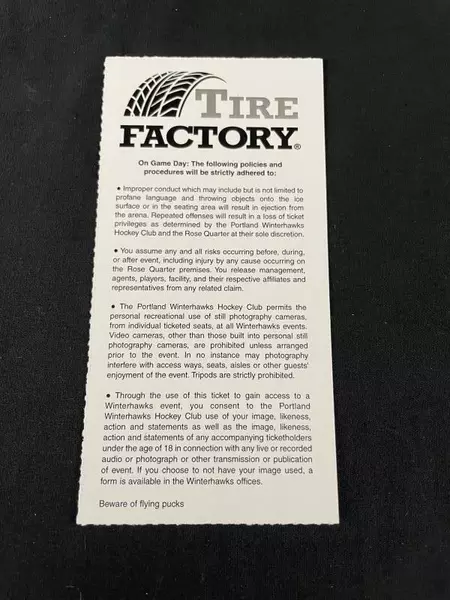 TIRE
FACTORY®
On Game Day: The following policies and
procedures will be strictly adhered to:
● Improper conduct which may include but is not limited to
profane language and throwing objects onto the ice
surface or in the seating area will result in ejection from
the arena. Repeated offenses will result in a loss of ticket
privileges as determined by the Portland Winterhawks
Hockey Club and the Rose Quarter at their sole discretion.
● You assume any and all risks occurring before, during,
or after event, including injury by any cause occurring on
the Rose Quarter premises. You release management,
agents, players, facility, and their respective affiliates and
representatives from any related claim.
● The Portland Winterhawks Hockey Club permits the
personal recreational use of still photography cameras,
from individual ticketed seats, at all Winterhawks events.
Video cameras, other than those built into personal still
photography cameras, are prohibited unless arranged
prior to the event. In no instance may photography
interfere with access ways, seats, aisles or other guests'
enjoyment of the event. Tripods are strictly prohibited.
● Through the use of this ticket to gain access to a
Winterhawks event, you consent to the Portland
Winterhawks Hockey Club use of your image, likeness,
action and statements as well as the image, likeness,
action and statements of any accompanying ticketholders
under the age of 18 in connection with any live or recorded
audio or photograph or other transmission or publication
of event. If you choose to not have your image used, a
form is available in the Winterhawks offices.
Beware of flying pucks